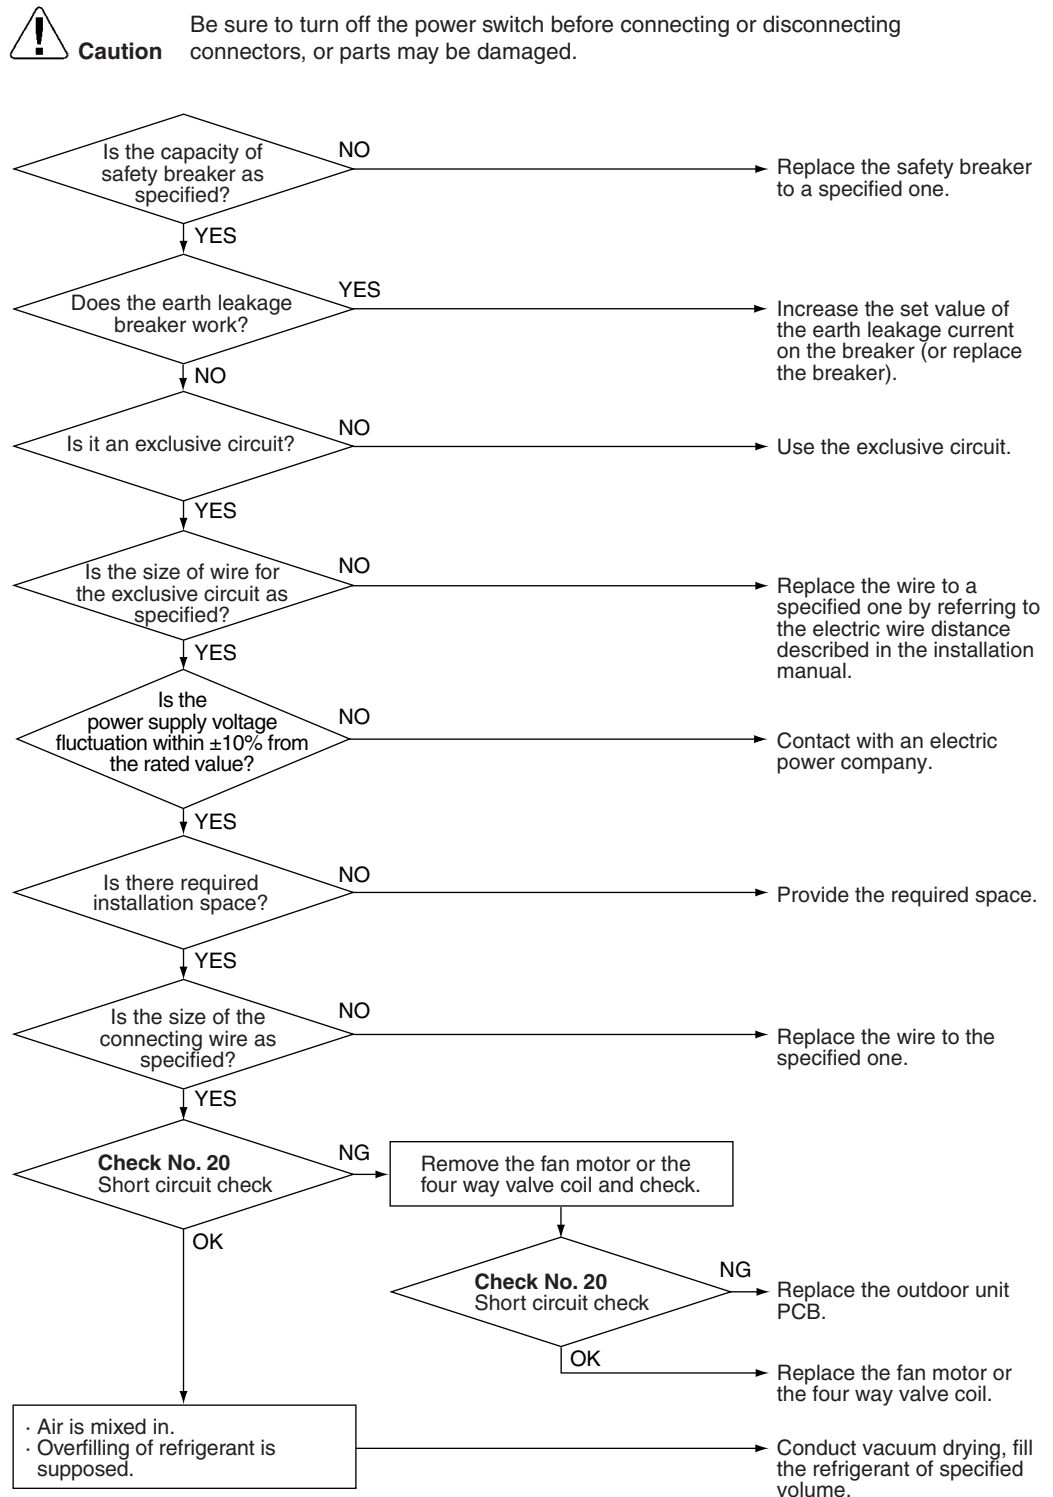 Be sure to turn off the power switch before connecting or disconnecting
Caution connectors, or parts may be damaged.
Is the capacity of
safety breaker as
specified?
NO
Replace the safety breaker
to a specified one.
YES
Does the earth leakage
breaker work?
YES
Increase the set value of
the earth leakage current
on the breaker (or replace
the breaker).
NO
Is it an exclusive circuit?
NO
Use the exclusive circuit.
YES
Is the size of wire for
the exclusive circuit as
specified?
NO
Replace the wire to a
specified one by referring to
the electric wire distance
described in the installation
manual.
YES
Is the
power supply voltage
fluctuation within ±10% from
the rated value?
NO
Contact with an electric
power company.
YES
Is there required
installation space?
NO
Provide the required space.
YES
Is the size of the
connecting wire as
specified?
NO
Replace the wire to the
specified one.
YES
Check No. 20
Short circuit check
NG
Remove the fan motor or the
four way valve coil and check.
OK
Check No. 20
Short circuit check
NG
Replace the outdoor unit
PCB.
OK
Replace the fan motor or
the four way valve coil.
· Air is mixed in.
· Overfilling of refrigerant is
supposed.
Conduct vacuum drying, fill
the refrigerant of specified
volume.